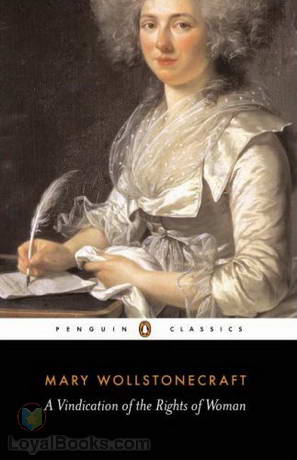 PENGUIN CLASSICS
MARY WOLLSTONECRAFT
A Vindication of the Rights of Woman
LoyalBooks.com